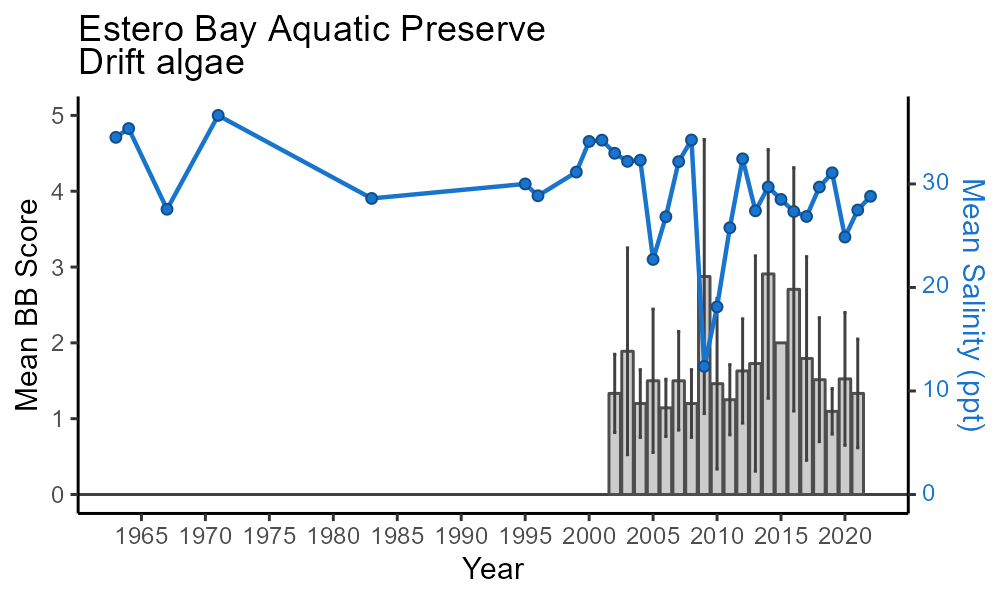 Estero Bay Aquatic Preserve
Drift algae
Mean BB Score
5
4
3
2
1
0
30
20
10
0
Mean Salinity (ppt)
1965 1970 1975 1980 1985 1990 1995 2000 2005 2010 2015 2020
Year